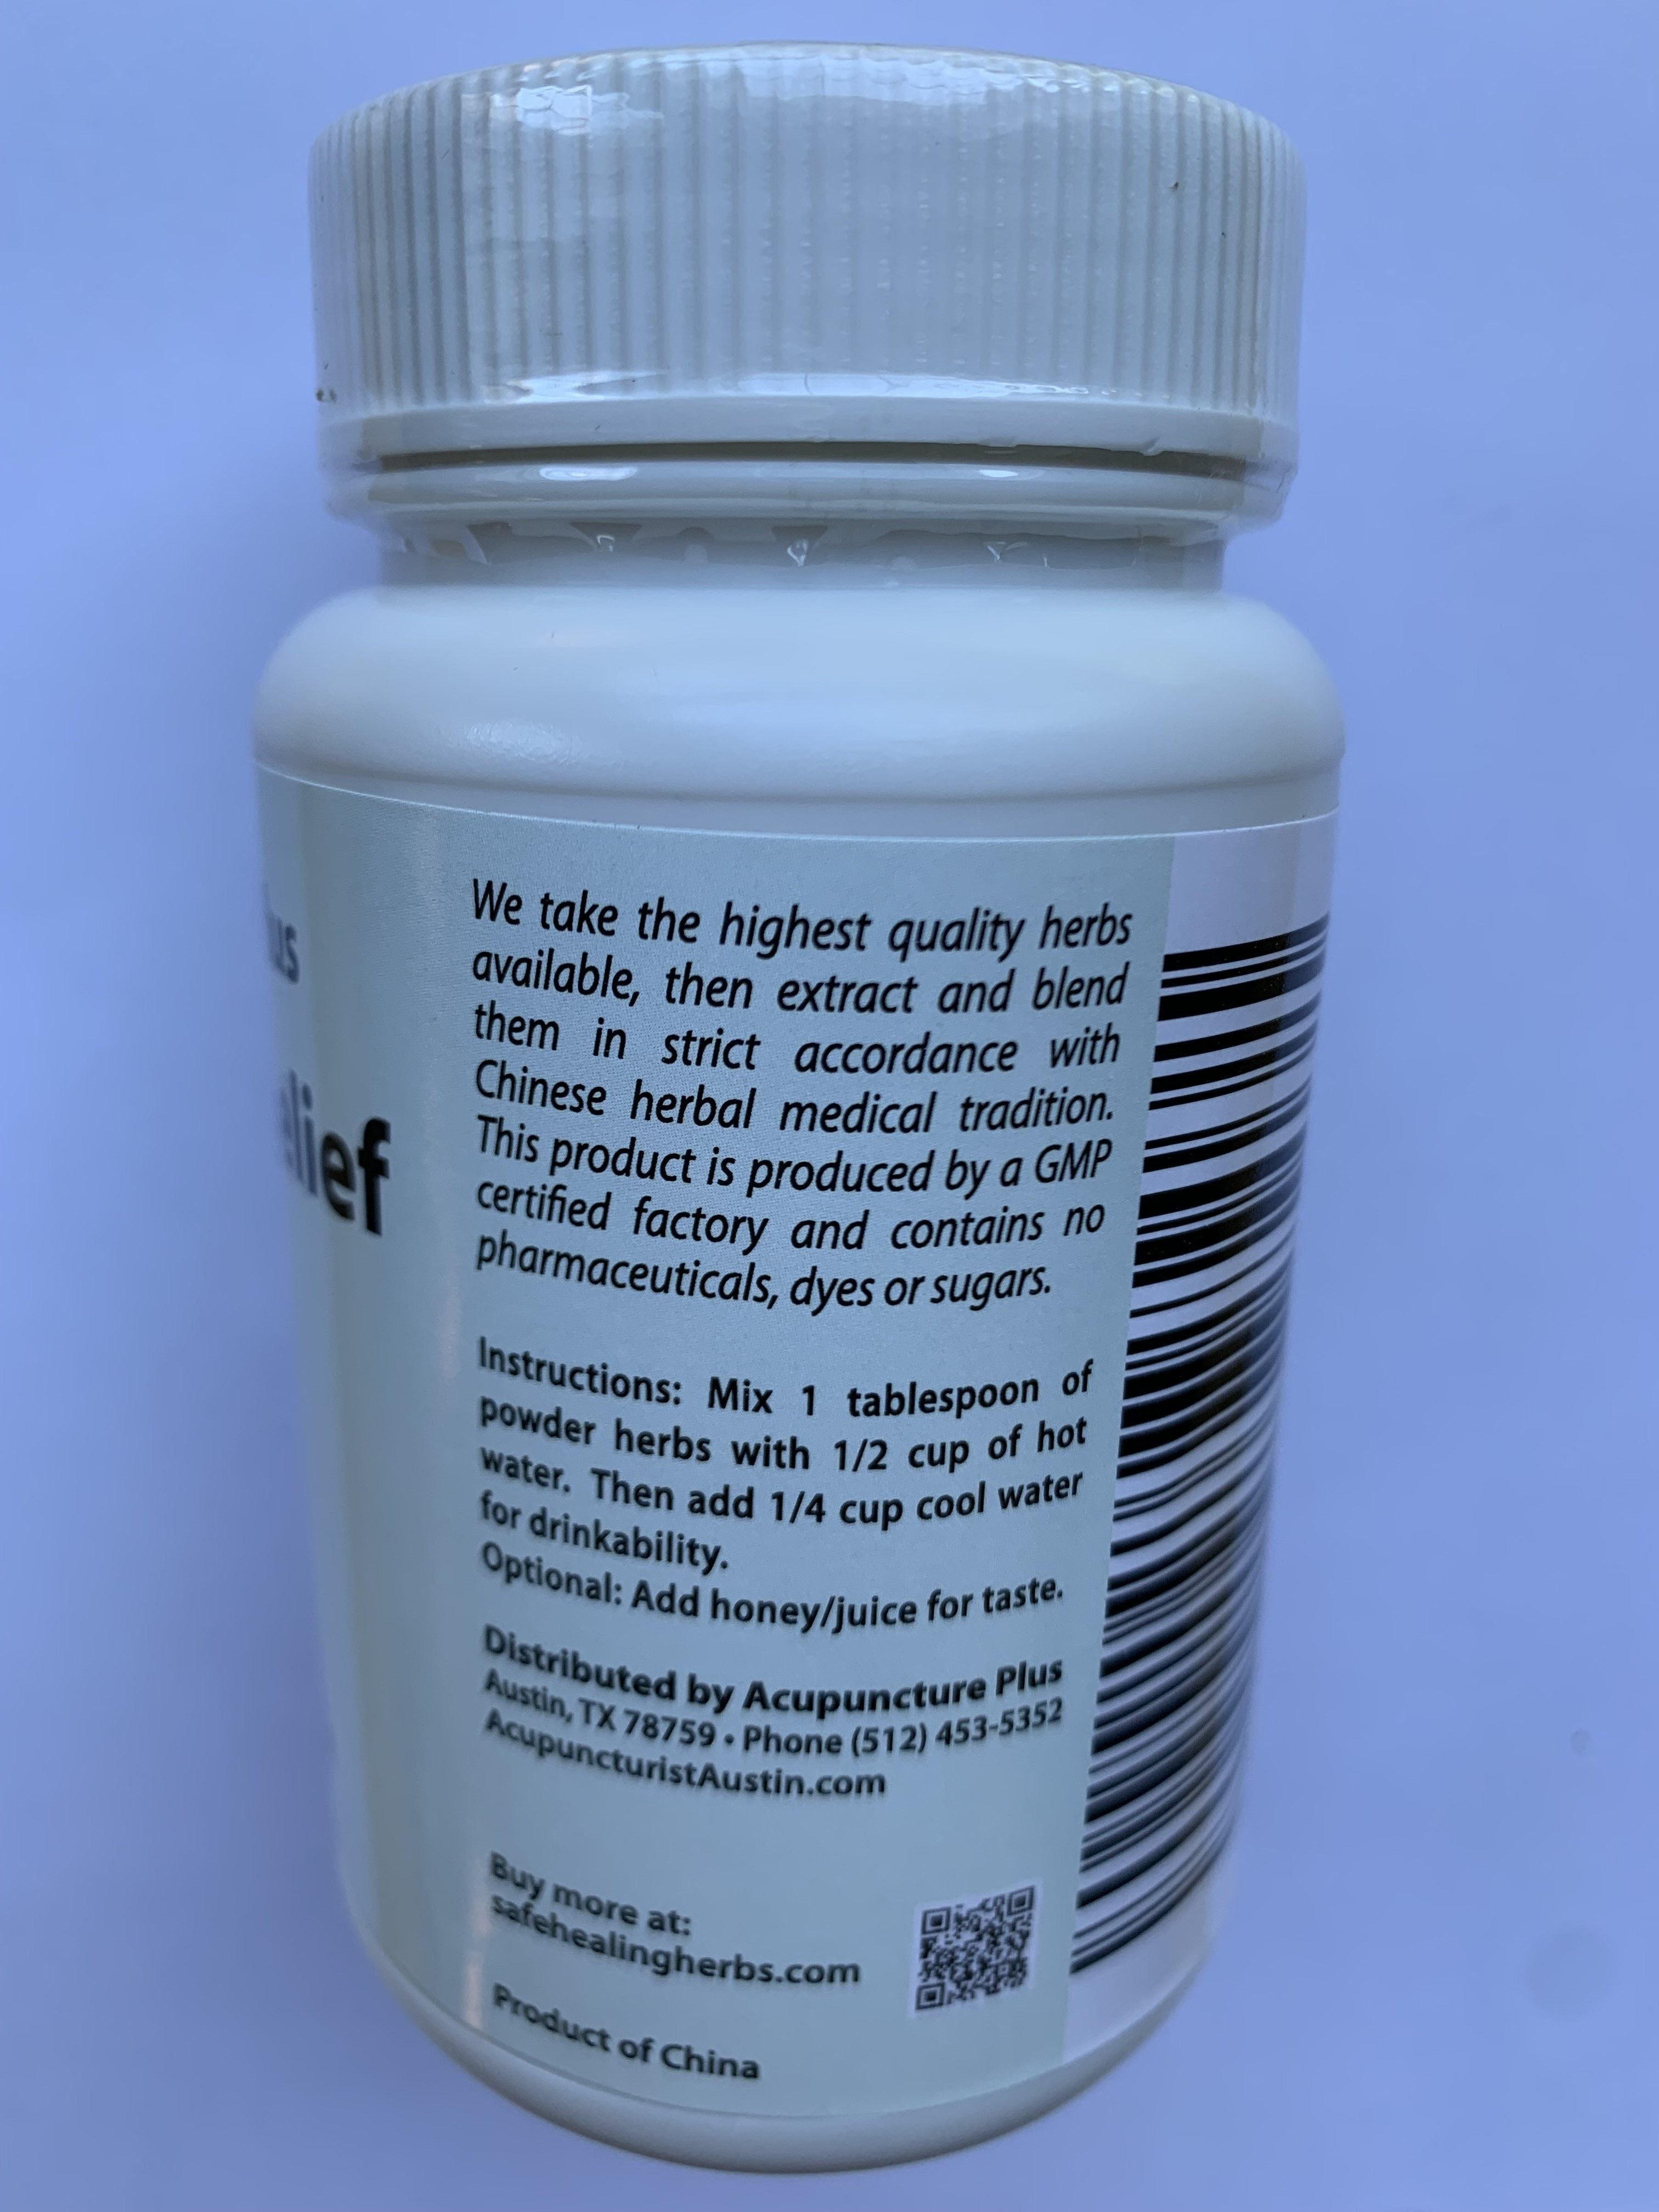 We take the highest quality herbs
available, then extract and blend
them in strict accordance with
Chinese herbal medical tradition.
This product is produced by a GMP
certified factory and contains no
pharmaceuticals, dyes or sugars.
Instructions: Mix 1 tablespoon of
powder herbs with 1/2 cup of hot
water. Then add 1/4 cup cool water
for drinkability.
Optional: Add honey/juice for taste.
Distributed by Acupuncture Plus
Austin, TX 78759 • Phone (512) 453-5352
AcupuncturistAustin.com
Buy more at:
safehealingherbs.com
Product of China